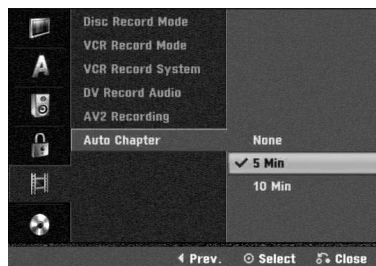 Disc Record Mode
VCR Record Mode
VCR Record System
DV Record Audio
AV2 Recording
Auto Chapter
None
✓ 5 Min
10 Min
A
Prev.
Select
Close